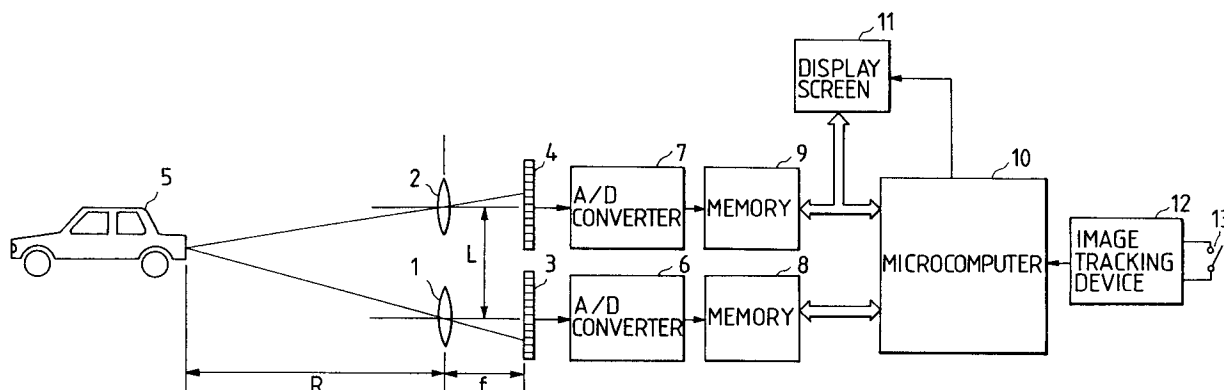 11
DISPLAY
SCREEN
5
2
4
7
A/D
CONVERTER
9
MEMORY
10
MICROCOMPUTER
12
IMAGE
TRACKING
DEVICE
13
L
1
3
6
A/D
CONVERTER
8
MEMORY
R
f